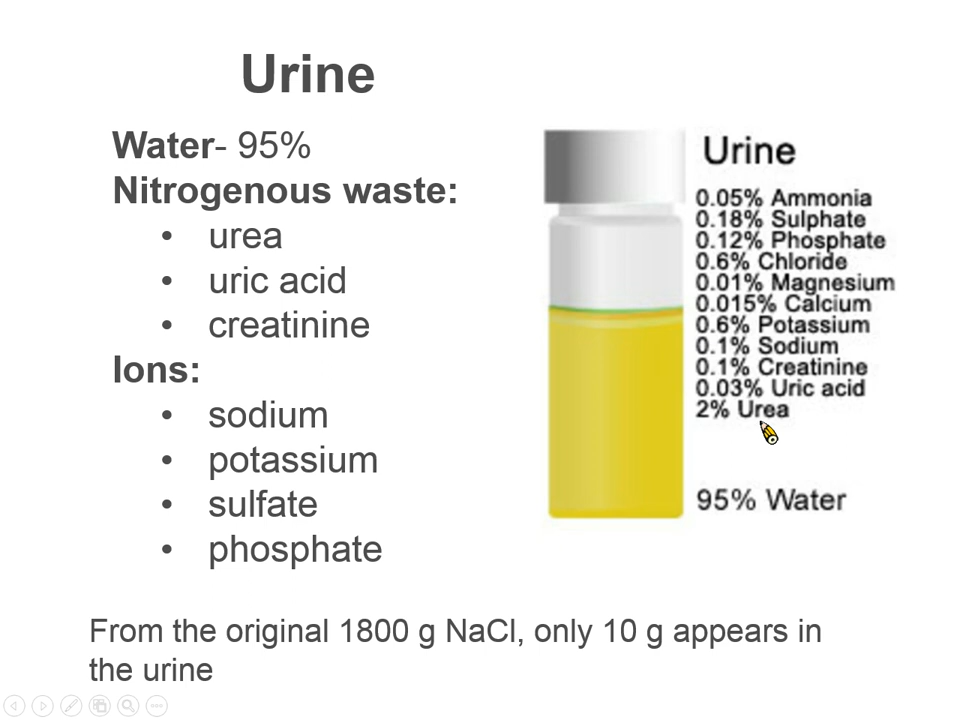 Urine
Water- 95%
Nitrogenous waste:
• urea
• uric acid
• creatinine
Ions:
• sodium
• potassium
• sulfate
• phosphate
Urine
0.05% Ammonia
0.18% Sulphate
0.12% Phosphate
0.6% Chloride
0.01% Magnesium
0.015% Calcium
0.6% Potassium
0.1% Sodium
0.1% Creatinine
0.03% Uric acid
2% Urea
95% Water
From the original 1800 g NaCl, only 10 g appears in
the urine